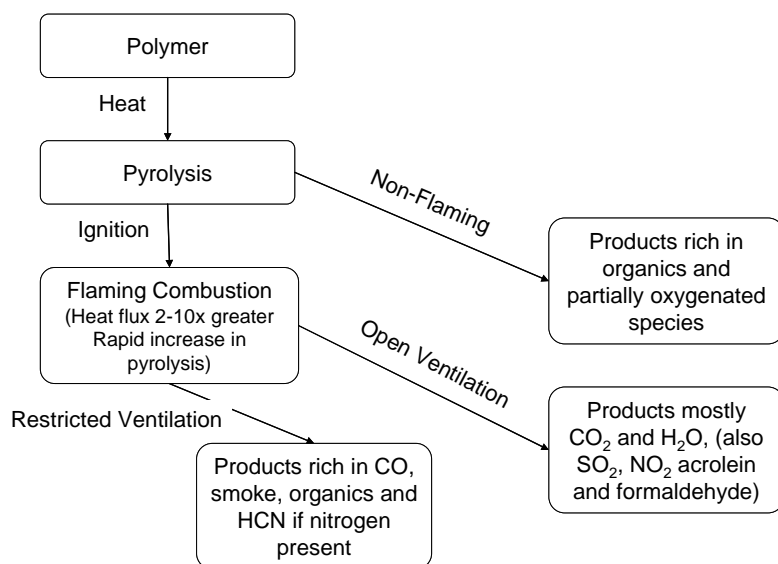 Polymer
Heat
Pyrolysis
Non-Flaming
Ignition
Products rich in
organics and
partially oxygenated
species
Flaming Combustion
(Heat flux 2-10x greater
Rapid increase in
pyrolysis)
Open Ventilation
Restricted Ventilation
Products mostly
CO₂ and H₂O, (also
SO₂, NO₂ acrolein
and formaldehyde)
Products rich in CO,
smoke, organics and
HCN if nitrogen
present